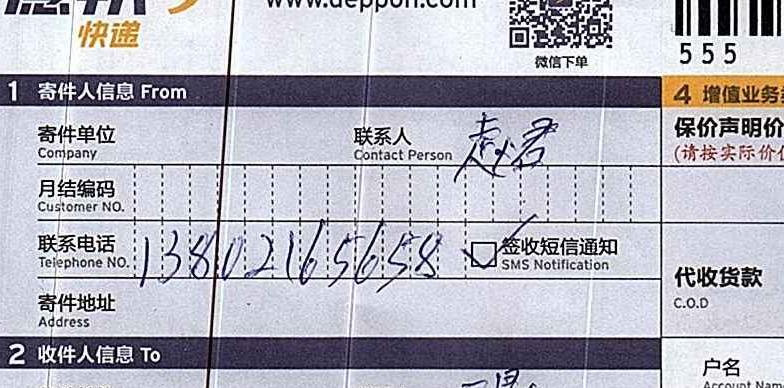 快递
www.deppon.com
微信下单
555
1 寄件人信息 From
4 增值业务
寄件单位
Company
联系人
Contact Person
保价声明价
(请按实际价
月结编码
Customer NO.
联系电话 13802165658
Telephone NO.
签收短信通知
SMS Notification
代收货款
C.O.D
寄件地址
Address
2 收件人信息 To
户名
Account Nam